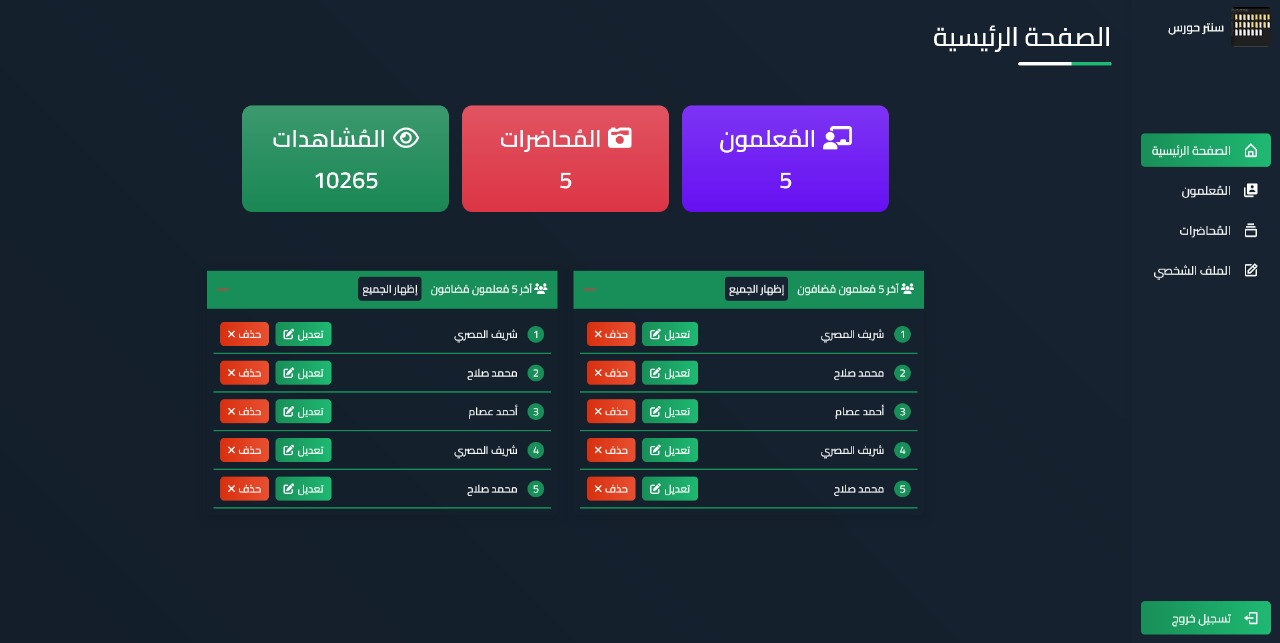 سنتر حورس
الصفحة الرئيسية
المُعلمون
المُحاضرات
الملف الشخصي
تسجيل خروج
الصفحة الرئيسية
المُعلمون
5
المُحاضرات
5
المُشاهدات
10265
آخر 5 مُعلمون مُضافون إظهار الجميع
1 شريف المصري تعديل حذف
2 محمد صلاح تعديل حذف
3 أحمد عصام تعديل حذف
4 شريف المصري تعديل حذف
5 محمد صلاح تعديل حذف
آخر 5 مُعلمون مُضافون إظهار الجميع
1 شريف المصري تعديل حذف
2 محمد صلاح تعديل حذف
3 أحمد عصام تعديل حذف
4 شريف المصري تعديل حذف
5 محمد صلاح تعديل حذف